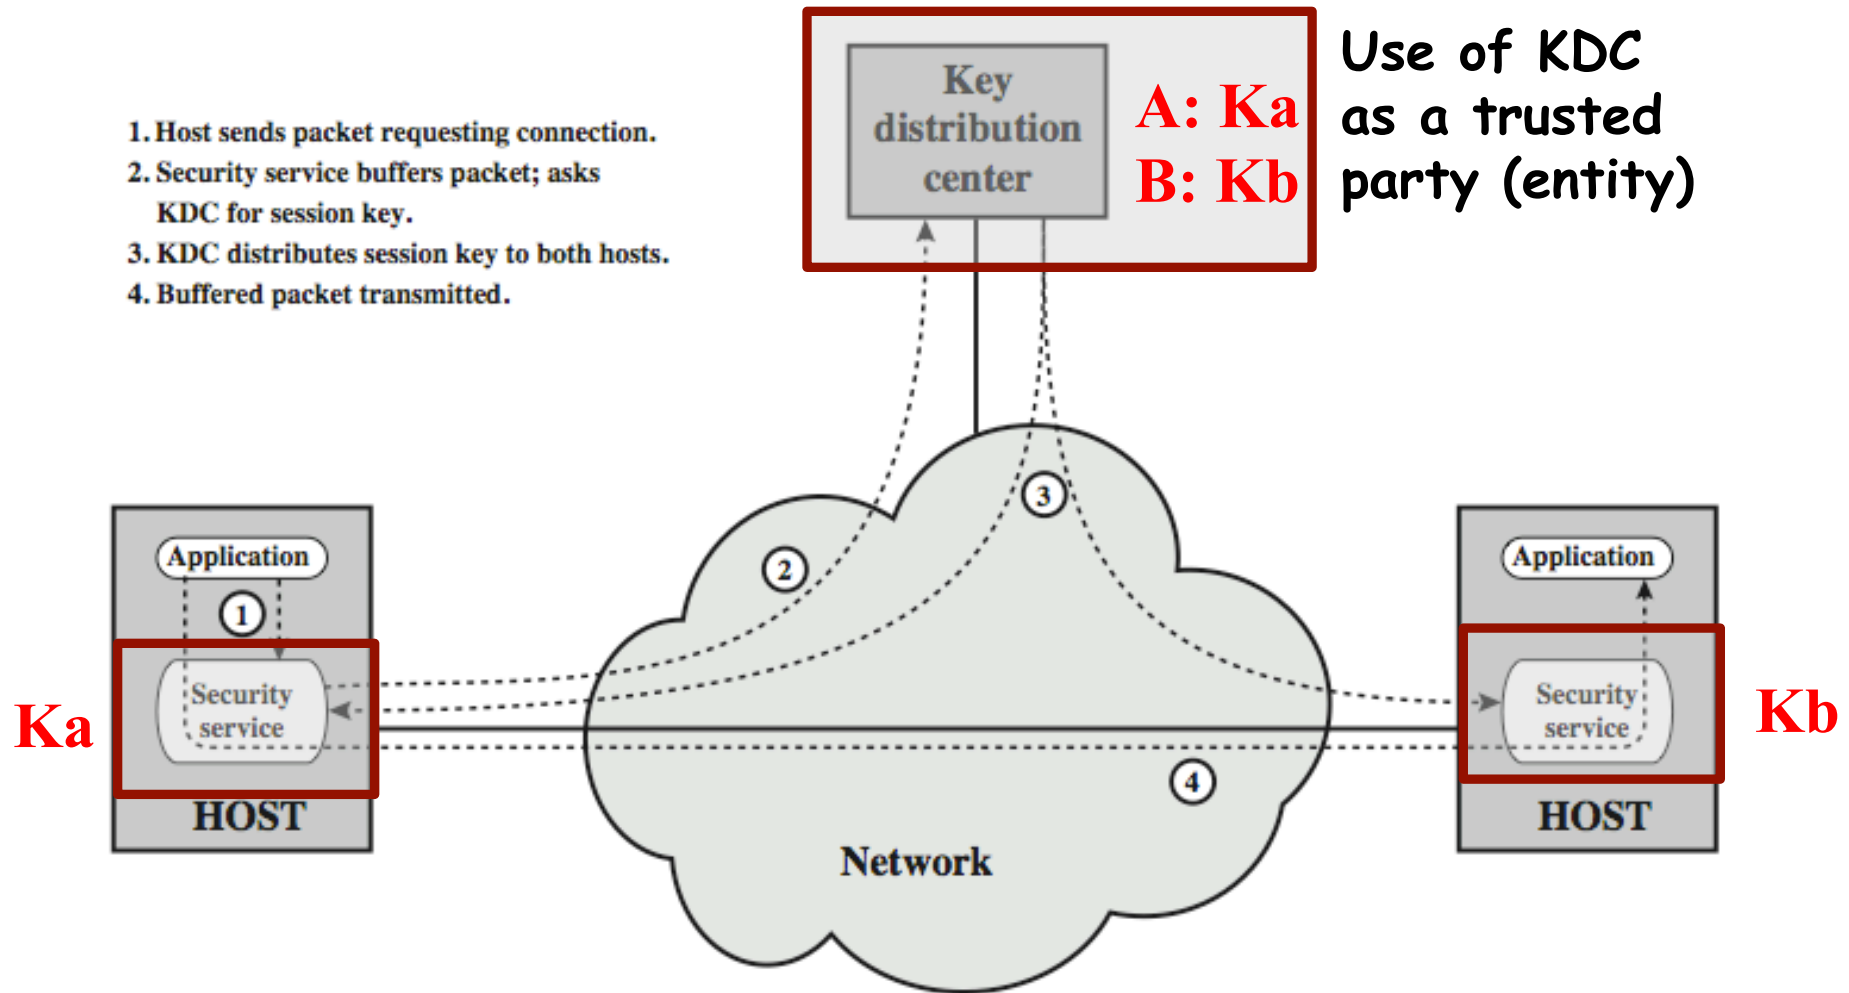 1. Host sends packet requesting connection.
2. Security service buffers packet; asks
KDC for session key.
3. KDC distributes session key to both hosts.
4. Buffered packet transmitted.
Key
distribution
center
A: Ka
B: Kb
Use of KDC
as a trusted
party (entity)
3
2
Application
1
Security
service
HOST
Ka
Application
Security
service
HOST
Kb
4
Network